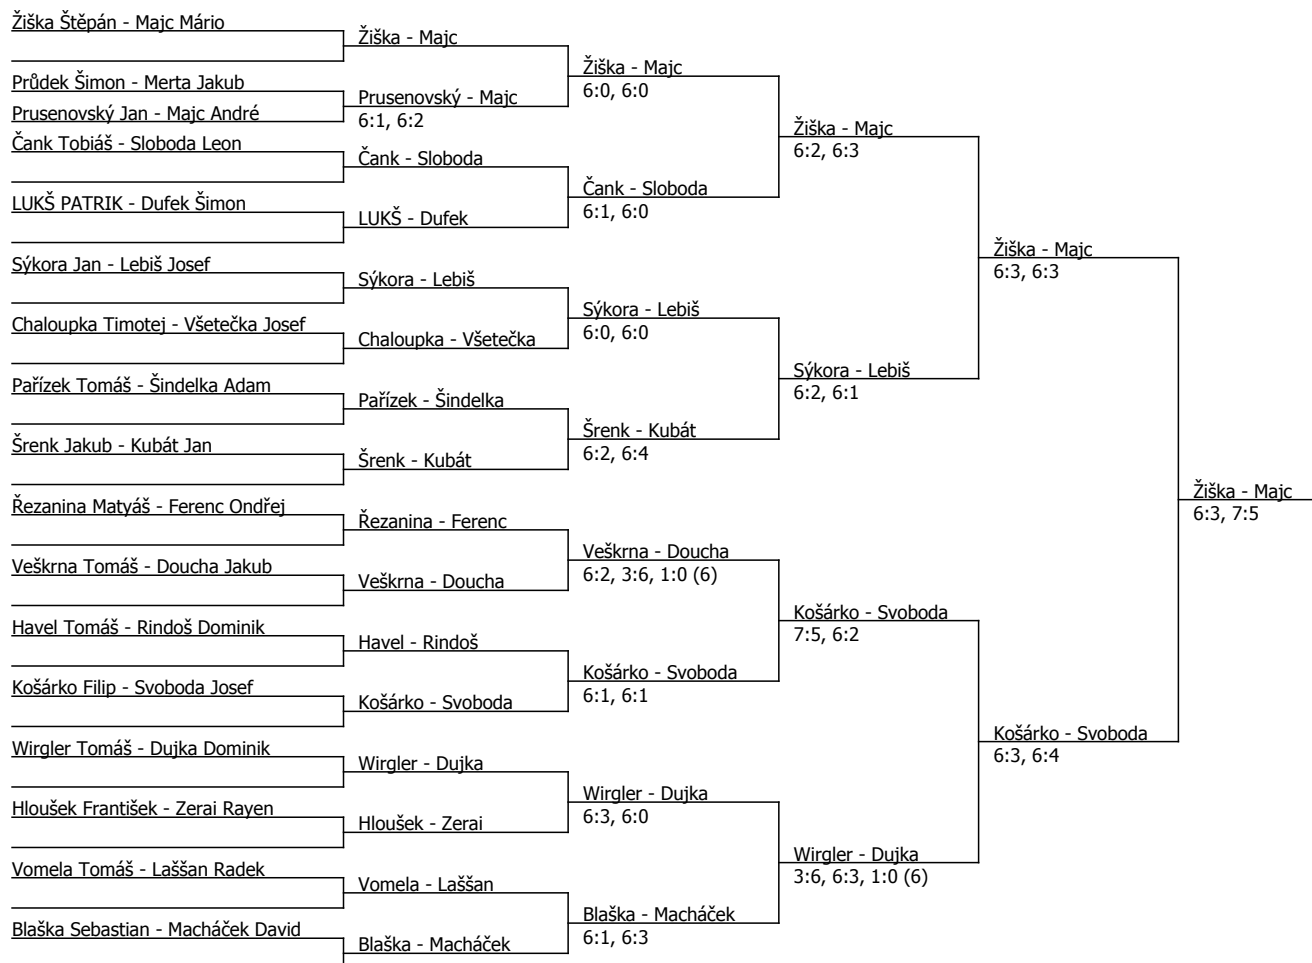 Žiška Štěpán - Majc Mário
Průdek Šimon - Merta Jakub
Prusenovský Jan - Majc André
Čank Tobiáš - Sloboda Leon
LUKŠ PATRIK - Dufek Šimon
Sýkora Jan - Lebiš Josef
Chaloupka Timotej - Všetečka Josef
Pařízek Tomáš - Šindelka Adam
Šrenk Jakub - Kubát Jan
Řezanina Matyáš - Ferenc Ondřej
Veškrna Tomáš - Doucha Jakub
Havel Tomáš - Rindoš Dominik
Košárko Filip - Svoboda Josef
Wirgler Tomáš - Dujka Dominik
Hloušek František - Zerai Rayen
Vomela Tomáš - Laššan Radek
Blaška Sebastian - Macháček David
Žiška - Majc
Prusenovský - Majc
6:1, 6:2
Čank - Sloboda
LUKŠ - Dufek
Sýkora - Lebiš
Chaloupka - Všetečka
Pařízek - Šindelka
Šrenk - Kubát
Řezanina - Ferenc
Veškrna - Doucha
Havel - Rindoš
Košárko - Svoboda
Wirgler - Dujka
Hloušek - Zerai
Vomela - Laššan
Blaška - Macháček
Žiška - Majc
6:0, 6:0
Čank - Sloboda
6:1, 6:0
Sýkora - Lebiš
6:0, 6:0
Šrenk - Kubát
6:2, 6:4
Veškrna - Doucha
6:2, 3:6, 1:0 (6)
Košárko - Svoboda
6:1, 6:1
Wirgler - Dujka
6:3, 6:0
Blaška - Macháček
6:1, 6:3
Žiška - Majc
6:2, 6:3
Sýkora - Lebiš
6:2, 6:1
Košárko - Svoboda
7:5, 6:2
Wirgler - Dujka
3:6, 6:3, 1:0 (6)
Žiška - Majc
6:3, 6:3
Košárko - Svoboda
6:3, 6:4
Žiška - Majc
6:3, 7:5